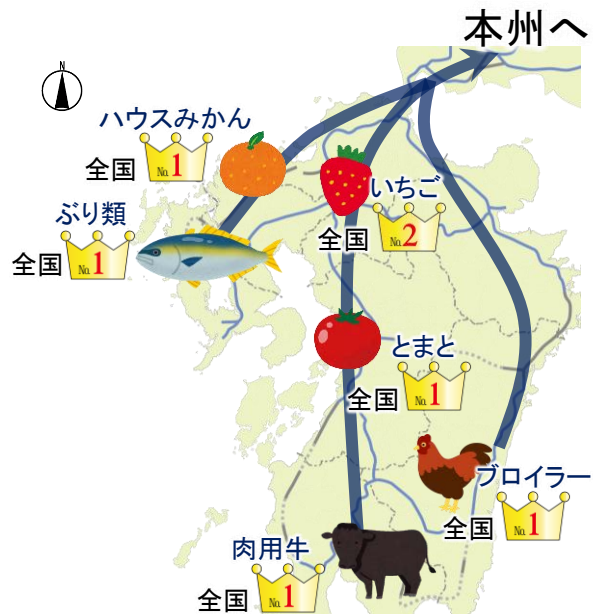 本州へ
N
ハウスみかん
全国 No.1
いちご
全国 No.2
ぶり類
全国 No.1
とまと
全国 No.1
ブロイラー
全国 No.1
肉用牛
全国 No.1